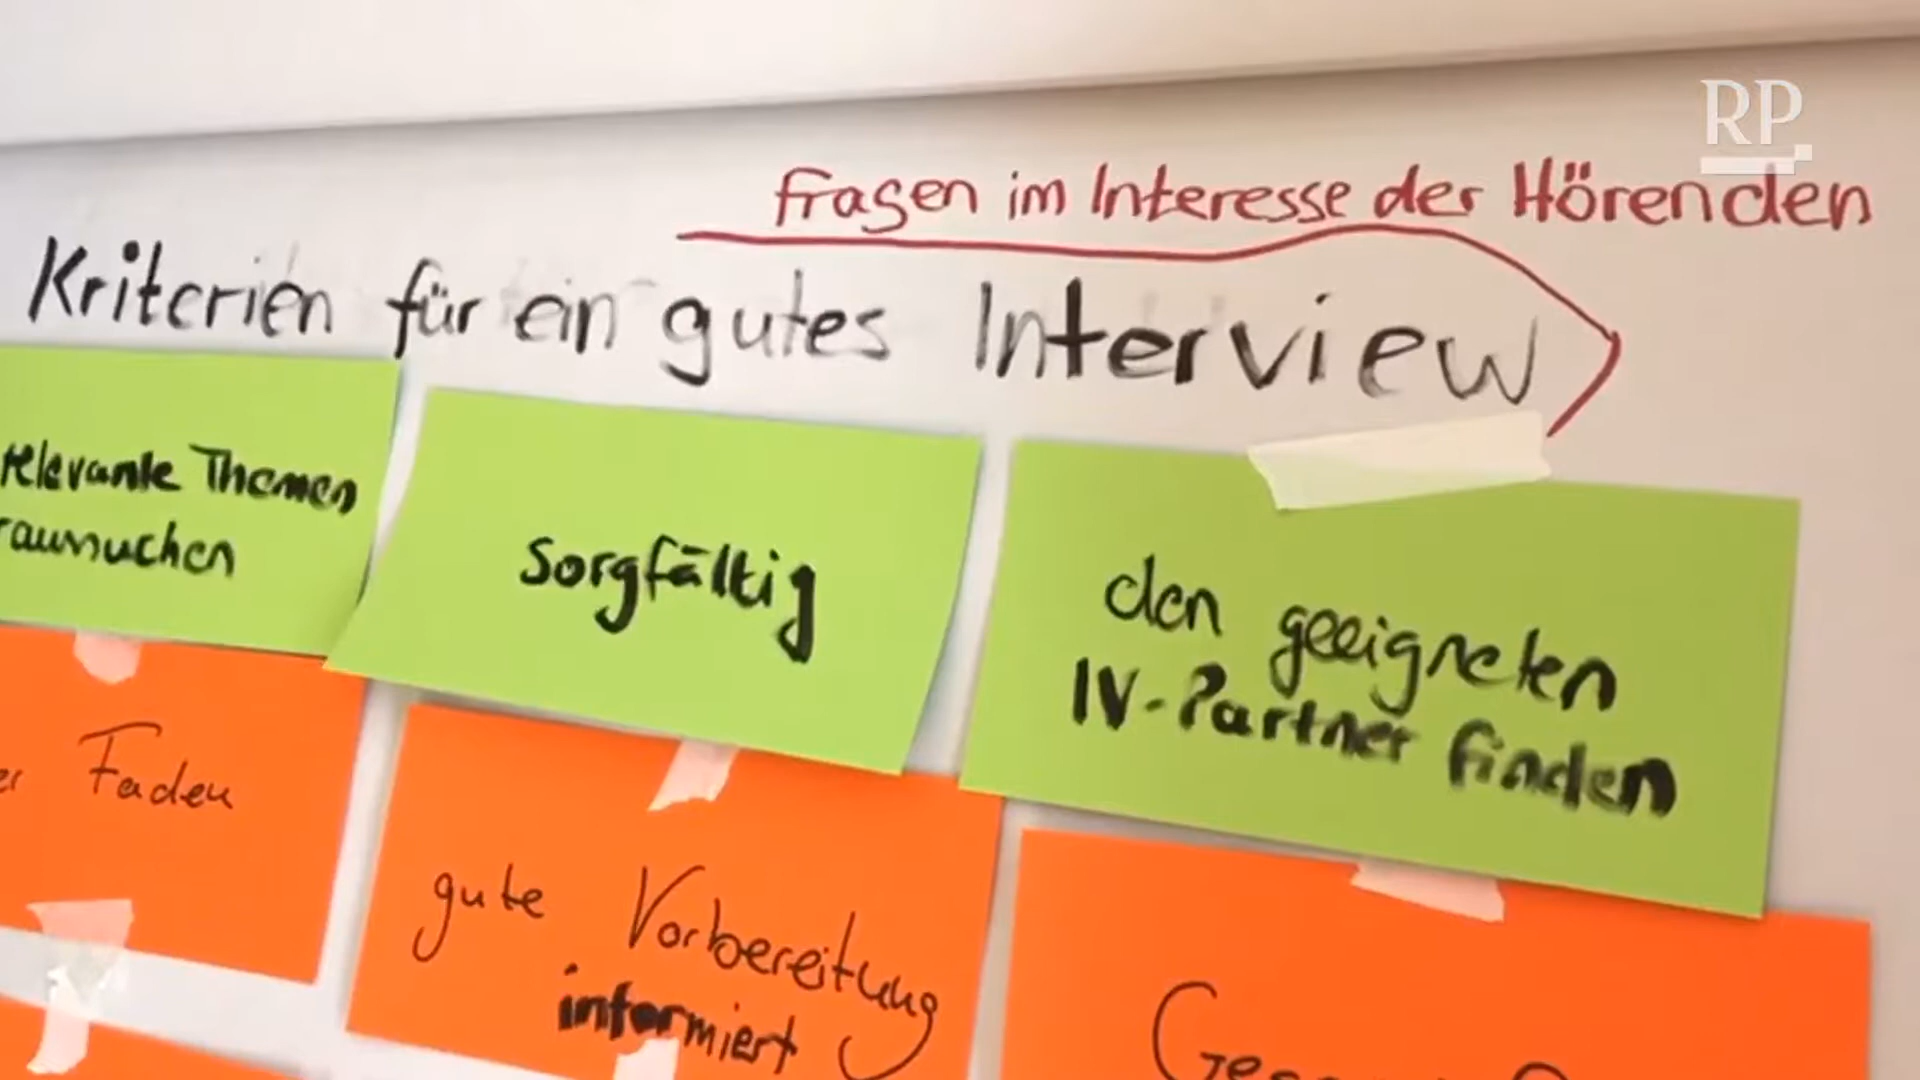 RP
Fragen im Interesse der Hörenden
Kriterien für ein gutes Interview
relevante Themen
raussuchen
sorgfältig
den geeigneten
IV-Partner finden
er Faden
gute Vorbereitung
informiert